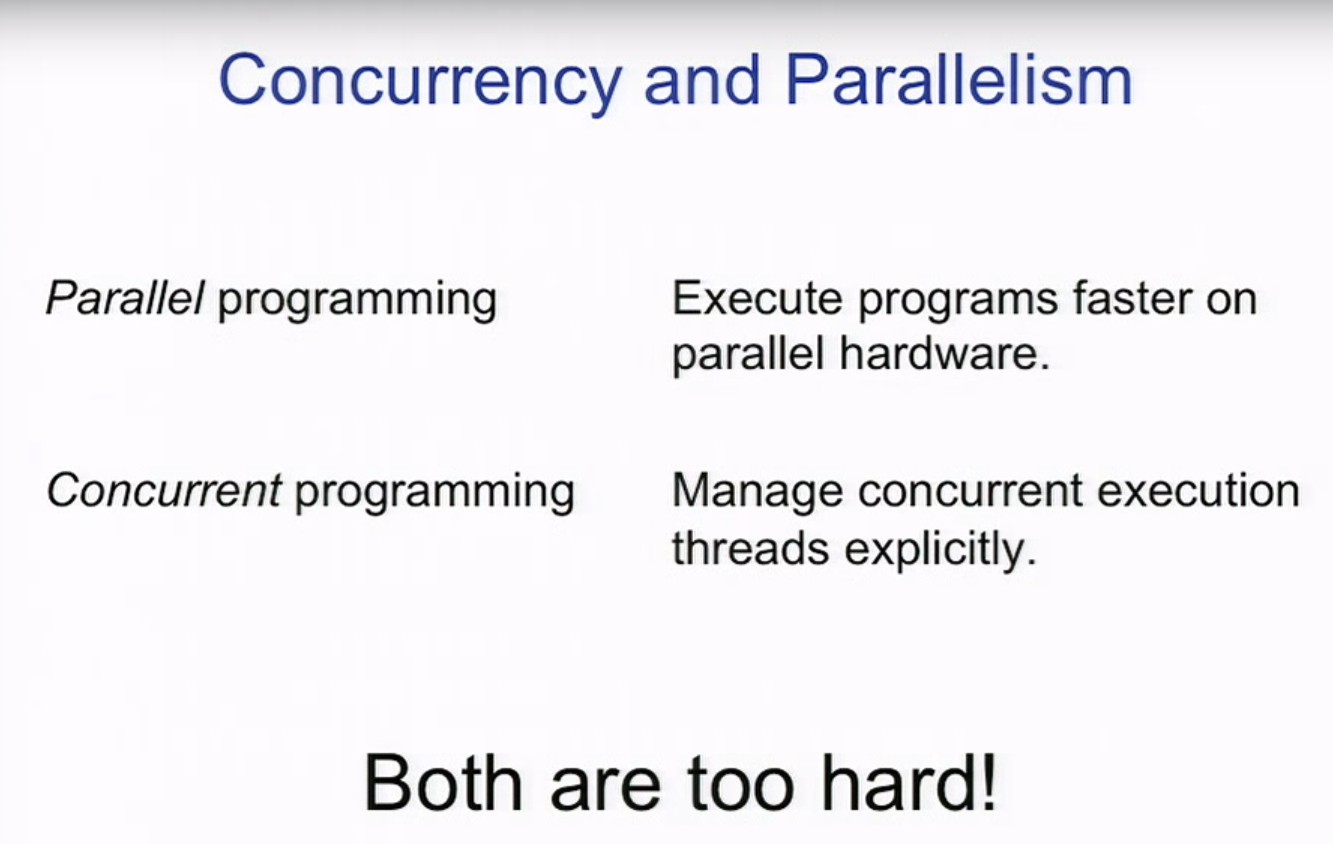 Concurrency and Parallelism
Parallel programming
Execute programs faster on
parallel hardware.
Concurrent programming
Manage concurrent execution
threads explicitly.
Both are too hard!